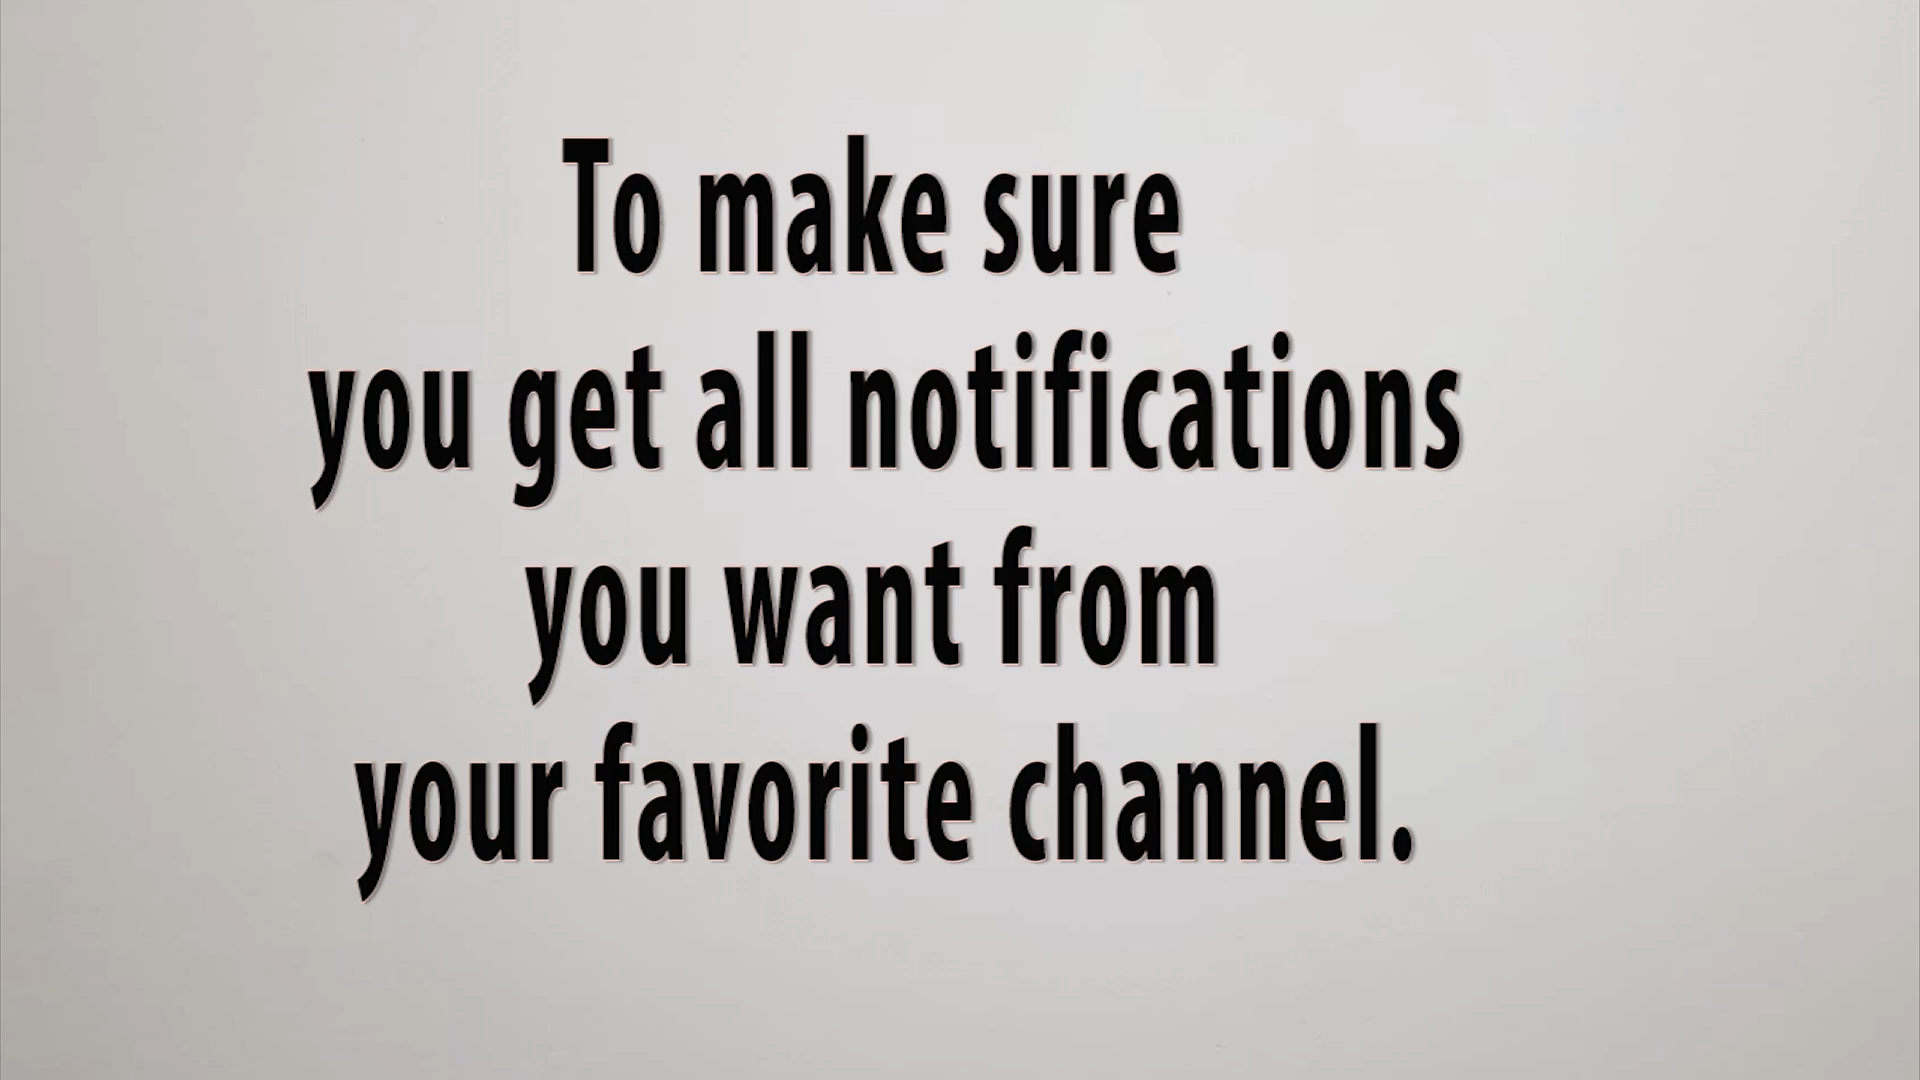 To make sure
you get all notifications
you want from
your favorite channel.